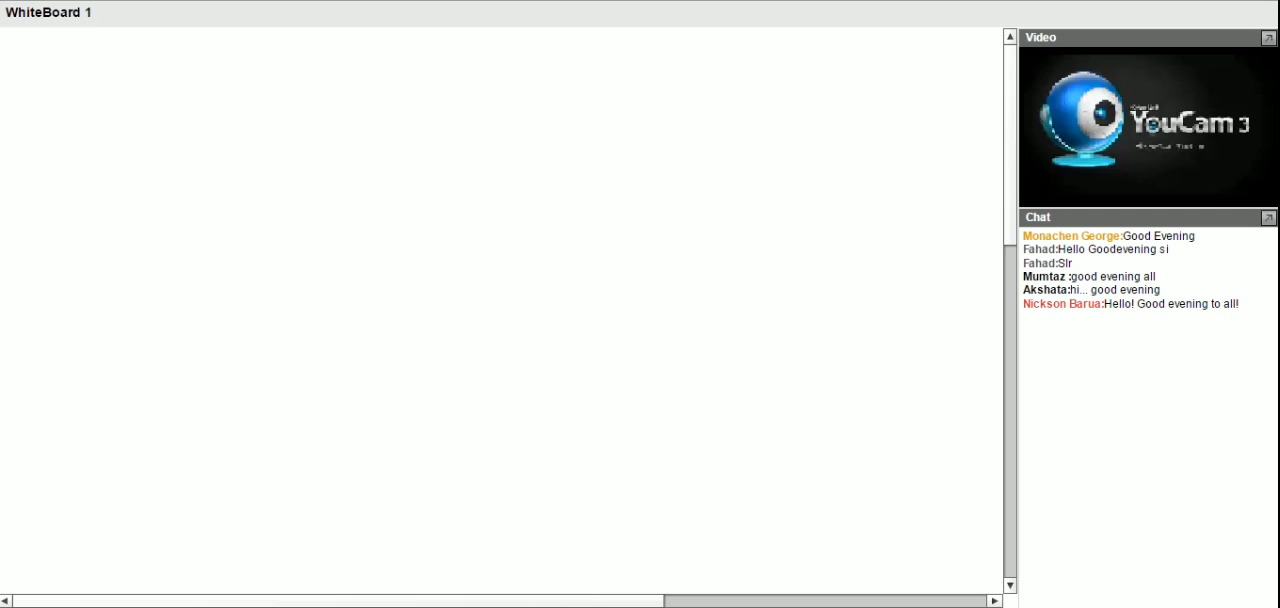 WhiteBoard 1
Video
YouCam 3
Chat
Monachen George:Good Evening
Fahad:Hello Goodevening si
Fahad:SIr
Mumtaz :good evening all
Akshata:hi... good evening
Nickson Barua:Hello! Good evening to all!